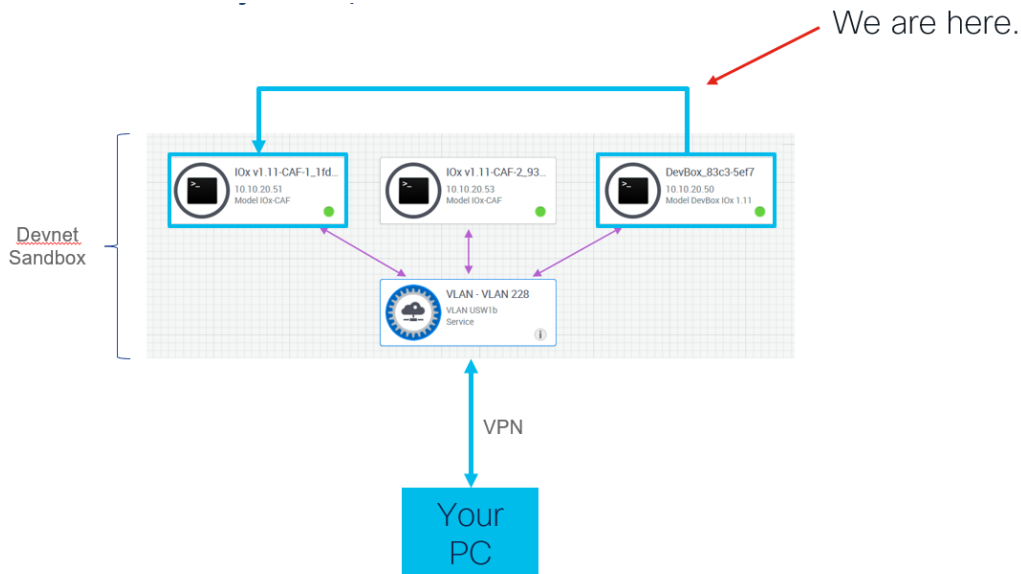 We are here.
IOx v1.11-CAF-1_1fd...
10.10.20.51
Model IOx-CAF
IOx v1.11-CAF-2_93...
10.10.20.53
Model IOx-CAF
DevBox_83c3-5ef7
10.10.20.50
Model DevBox IOx 1.11
Devnet
Sandbox
VLAN - VLAN 228
VLAN USW1b
Service
VPN
Your
PC